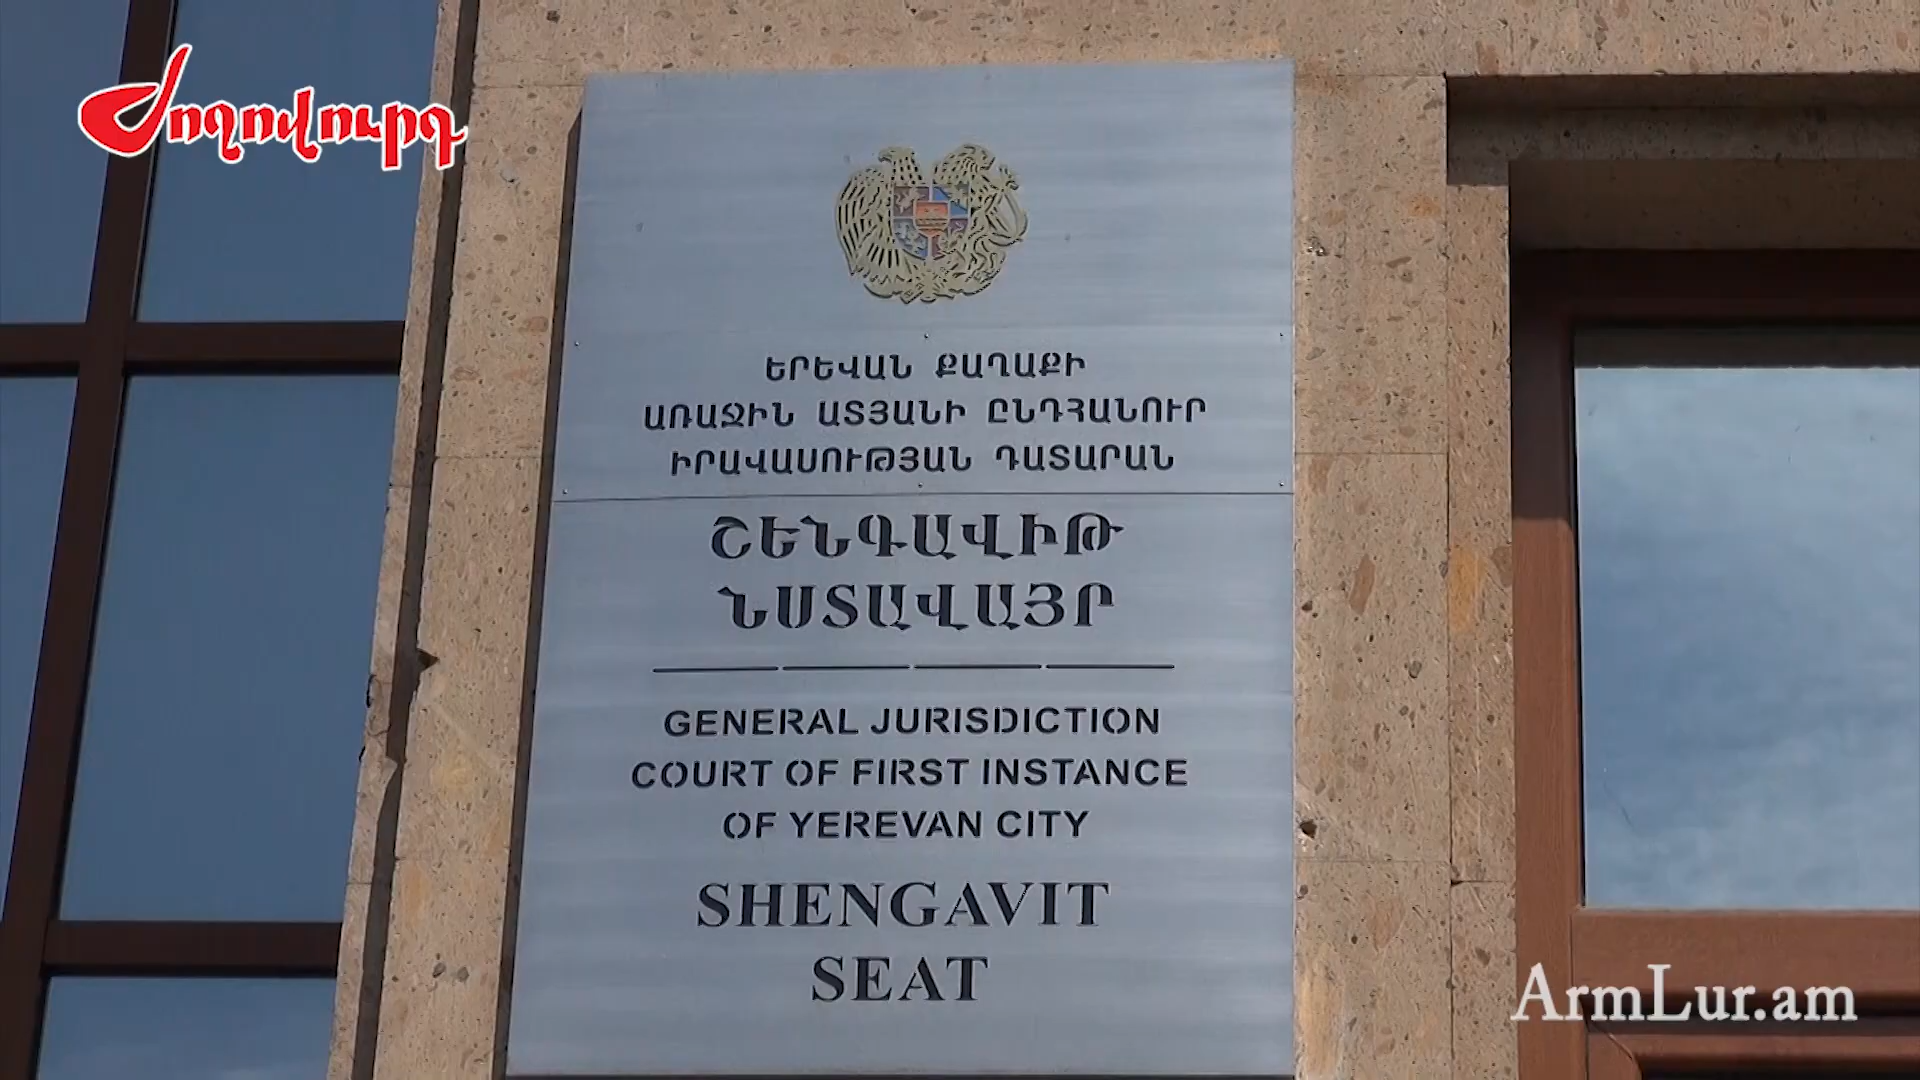 Ժողովուրդ
ԵՐԵՎԱՆ ՔԱՂԱՔԻ
ԱՌԱՋԻՆ ԱՏՅԱՆԻ ԸՆԴՀԱՆՈՒՐ
ԻՐԱՎԱՍՈՒԹՅԱՆ ԴԱՏԱՐԱՆ
ՇԵՆԳԱՎԻԹ
ՆՍՏԱՎԱՅՐ
GENERAL JURISDICTION
COURT OF FIRST INSTANCE
OF YEREVAN CITY
SHENGAVIT
SEAT
ArmLur.am